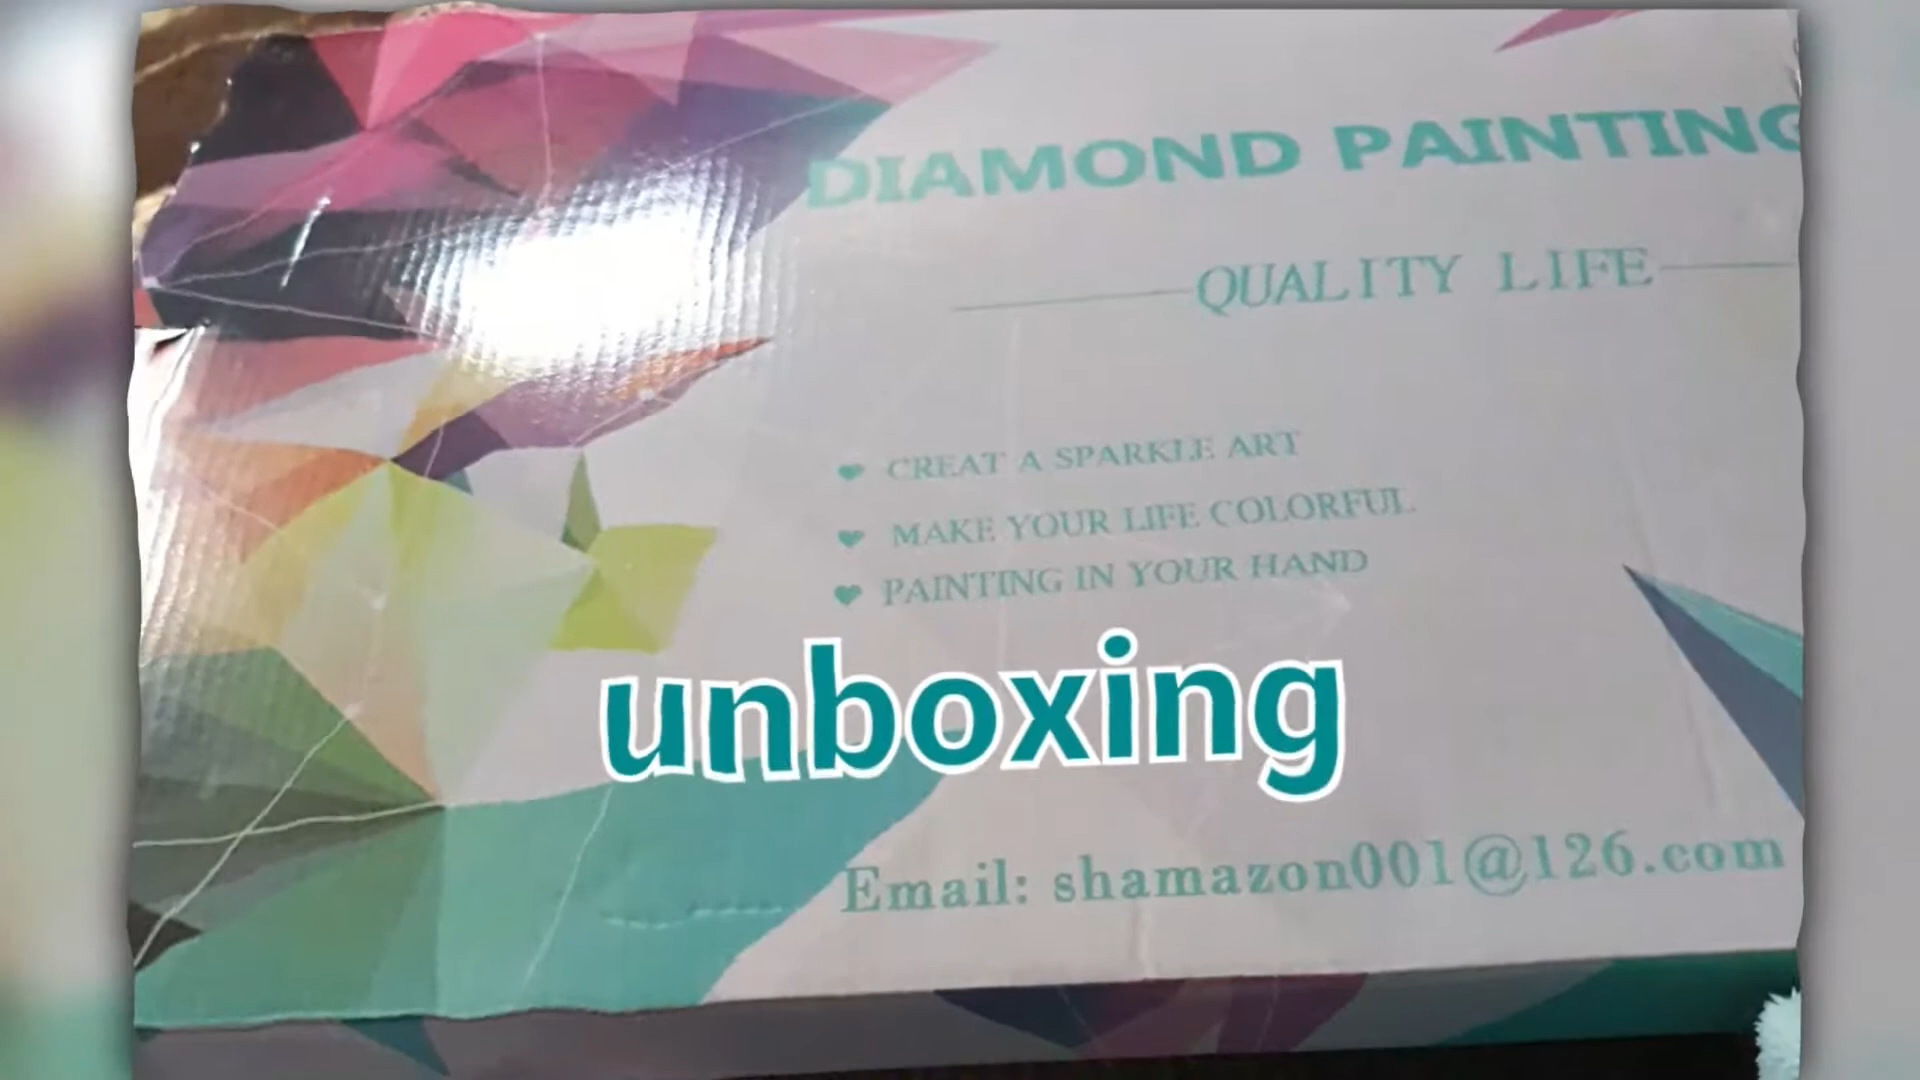 DIAMOND PAINTING
QUALITY LIFE
CREAT A SPARKLE ART
MAKE YOUR LIFE COLORFUL
PAINTING IN YOUR HAND
unboxing
Email: shamazon001@126.com